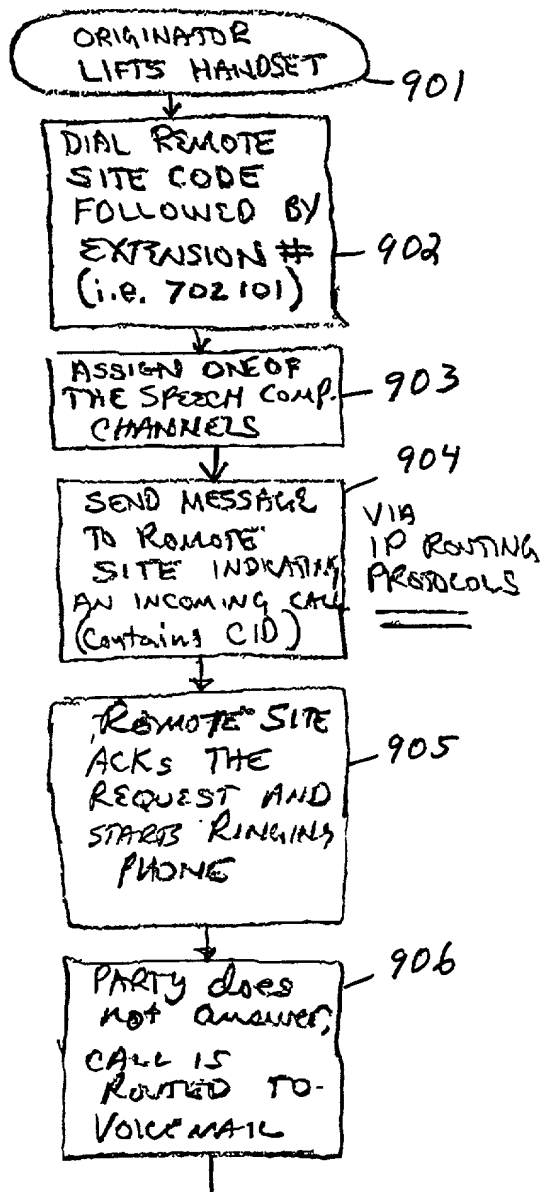 ORIGINATOR
LIFTS HANDSET
901
DIAL REMOTE
SITE CODE
FOLLOWED BY
EXTENSION #
(i.e. 702101)
902
ASSIGN ONE OF
THE SPEECH COMP.
CHANNELS
903
904
SEND MESSAGE
TO REMOTE
SITE INDICATING
AN INCOMING CALL
(Contains CID)
VIA
IP ROUTING
PROTOCOLS
"REMOTE" SITE
ACKs THE
REQUEST AND
STARTS RINGING
PHONE
905
906
PARTY does
not answer,
CALL IS
ROUTED TO
VOICEMAIL